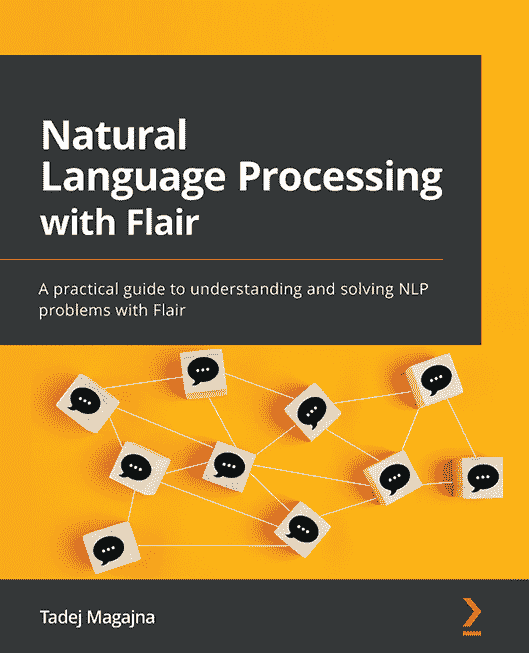 Natural
Language Processing
with Flair
A practical guide to understanding and solving NLP
problems with Flair
Tadej Magajna